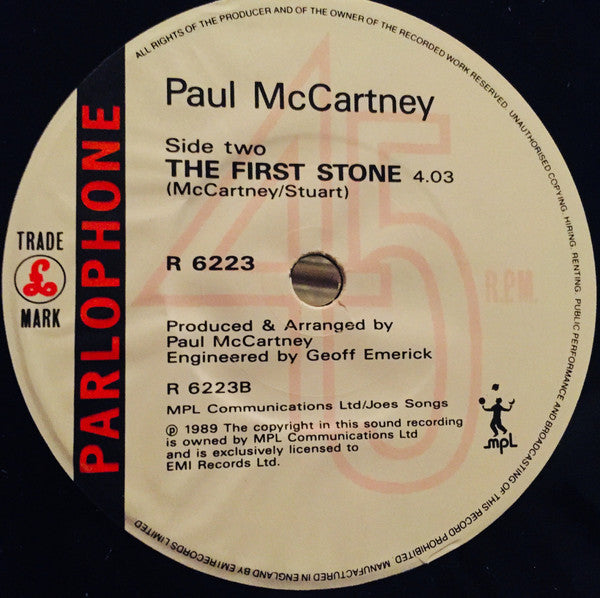 ALL RIGHTS OF THE PRODUCER AND OF THE OWNER OF THE RECORDED WORK RESERVED. UNAUTHORISED COPYING, HIRING, RENTING, PUBLIC PERFORMANCE AND BROADCASTING OF THIS RECORD PROHIBITED. MANUFACTURED IN ENGLAND BY EMI RECORDS LIMITED
PARLOPHONE
TRADE
£
MARK
45
R.P.M.
Paul McCartney
Side two
THE FIRST STONE 4.03
(McCartney/Stuart)
R 6223
Produced & Arranged by
Paul McCartney
Engineered by Geoff Emerick
R 6223B
MPL Communications Ltd/Joes Songs
℗ 1989 The copyright in this sound recording
is owned by MPL Communications Ltd
and is exclusively licensed to
EMI Records Ltd.
mpL